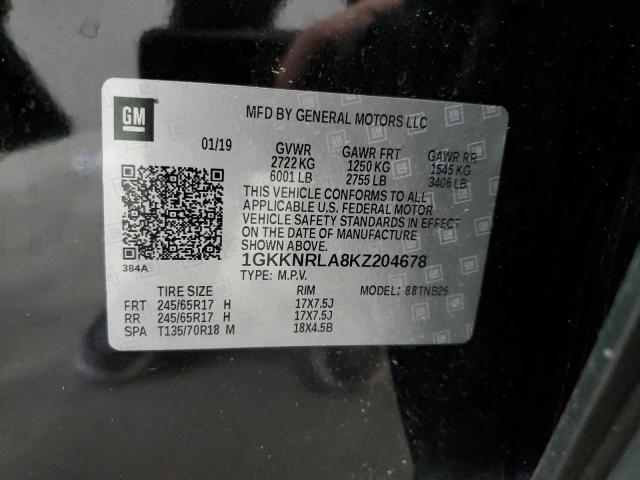 GM
MFD BY GENERAL MOTORS LLC
01/19 GVWR GAWR FRT GAWR RR
2722 KG 1250 KG 1545 KG
6001 LB 2755 LB 3406 LB
THIS VEHICLE CONFORMS TO ALL
APPLICABLE U.S. FEDERAL MOTOR
VEHICLE SAFETY STANDARDS IN EFFECT
ON THE DATE OF MANUFACTURE
SHOWN ABOVE.
384A
1GKKNRLA8KZ204678
TYPE: M.P.V.
TIRE SIZE RIM MODEL: 88TNB26
FRT 245/65R17 H 17X7.5J
RR 245/65R17 H 17X7.5J
SPA T135/70R18 M 18X4.5B